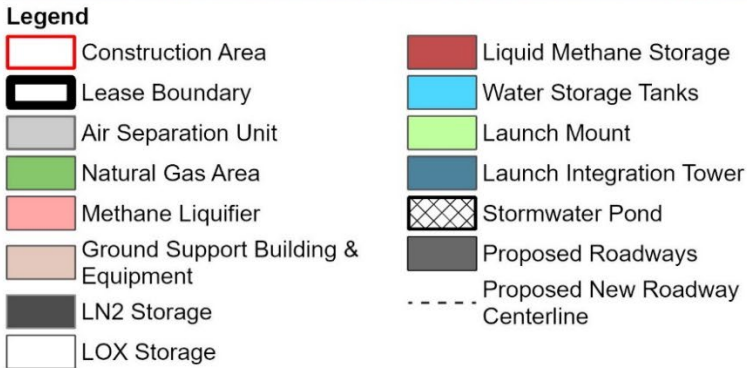 Legend
Construction Area
Lease Boundary
Air Separation Unit
Natural Gas Area
Methane Liquifier
Ground Support Building &
Equipment
LN2 Storage
LOX Storage
Liquid Methane Storage
Water Storage Tanks
Launch Mount
Launch Integration Tower
Stormwater Pond
Proposed Roadways
Proposed New Roadway
Centerline